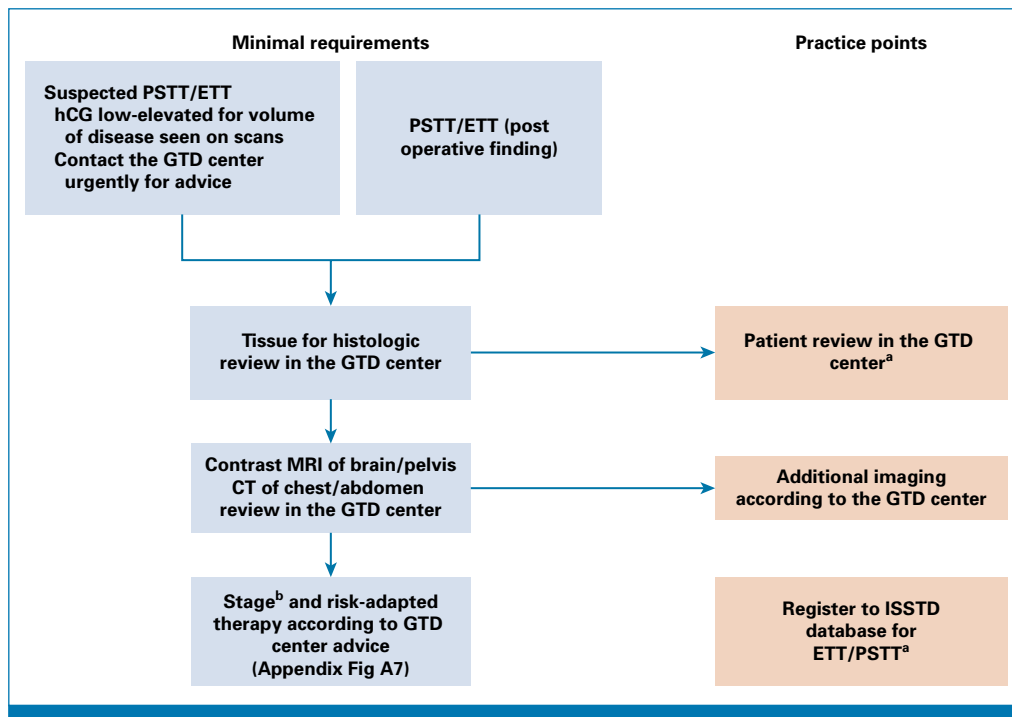 Minimal requirements
Practice points
Suspected PSTT/ETT
hCG low-elevated for volume
of disease seen on scans
Contact the GTD center
urgently for advice
PSTT/ETT (post
operative finding)
Tissue for histologic
review in the GTD center
Patient review in the GTD
center^a
Contrast MRI of brain/pelvis
CT of chest/abdomen
review in the GTD center
Additional imaging
according to the GTD center
Stage^b and risk-adapted
therapy according to GTD
center advice
(Appendix Fig A7)
Register to ISSTD
database for
ETT/PSTT^a